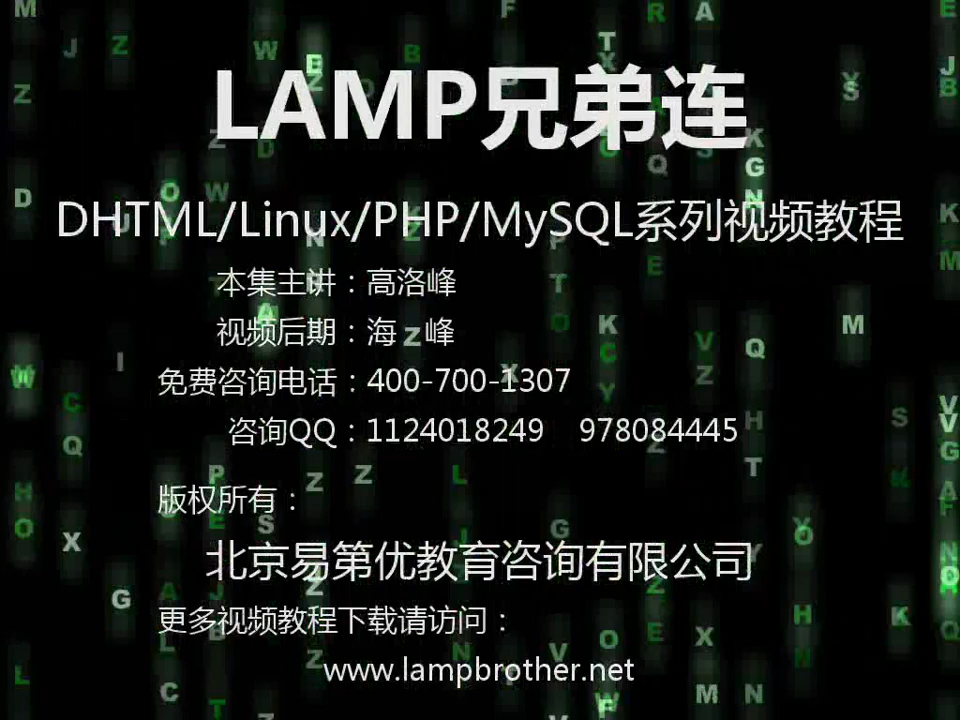 LAMP兄弟连
DHTML/Linux/PHP/MySQL系列视频教程
本集主讲：高洛峰
视频后期：海 峰
免费咨询电话：400-700-1307
咨询QQ：1124018249 978084445
版权所有：
北京易第优教育咨询有限公司
更多视频教程下载请访问：
www.lampbrother.net